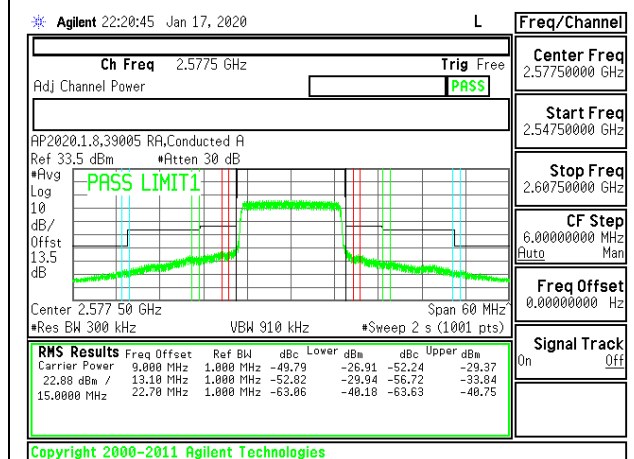 Agilent 22:20:45 Jan 17, 2020 L
Freq/Channel
Ch Freq 2.5775 GHz Trig Free
Adj Channel Power PASS
AP2020.1.8,39005 RA,Conducted A
Ref 33.5 dBm #Atten 30 dB
#Avg
Log
10
dB/
Offst
13.5
dB
PASS LIMIT1
Center 2.577 50 GHz Span 60 MHz^
#Res BW 300 kHz VBW 910 kHz #Sweep 2 s (1001 pts)
RMS Results Freq Offset Ref BW dBc Lower dBm dBc Upper dBm
Carrier Power 9.000 MHz 1.000 MHz -49.79 -26.91 -52.24 -29.37
22.88 dBm / 13.10 MHz 1.000 MHz -52.82 -29.94 -56.72 -33.84
15.0000 MHz 22.70 MHz 1.000 MHz -63.06 -40.18 -63.63 -40.75
Copyright 2000-2011 Agilent Technologies
Center Freq
2.57750000 GHz
Start Freq
2.54750000 GHz
Stop Freq
2.60750000 GHz
CF Step
6.00000000 MHz
Auto Man
Freq Offset
0.00000000 Hz
Signal Track
On Off